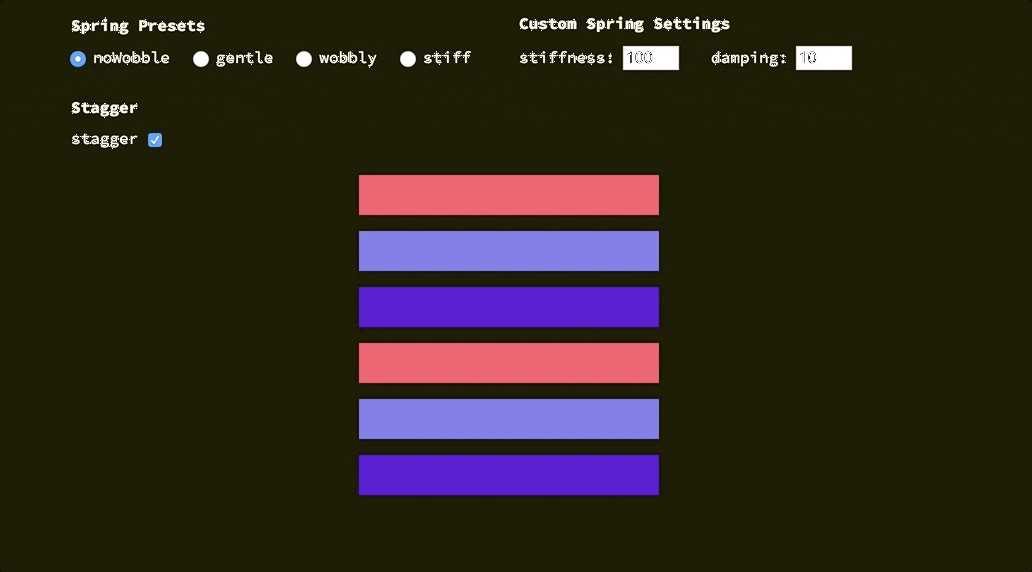 Spring Presets
noWobble gentle wobbly stiff
Custom Spring Settings
stiffness: 100 damping: 10
Stagger
stagger